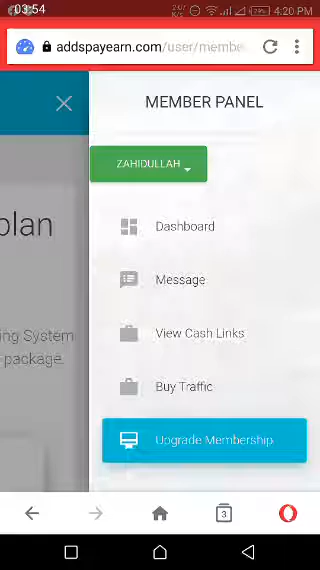 03:54
K/s
24%
4:20 PM
addspayearn.com/user/membe
MEMBER PANEL
ZAHIDULLAH
plan
Dashboard
Message
ing System
View Cash Links
package.
Buy Traffic
Upgrade Membership
3